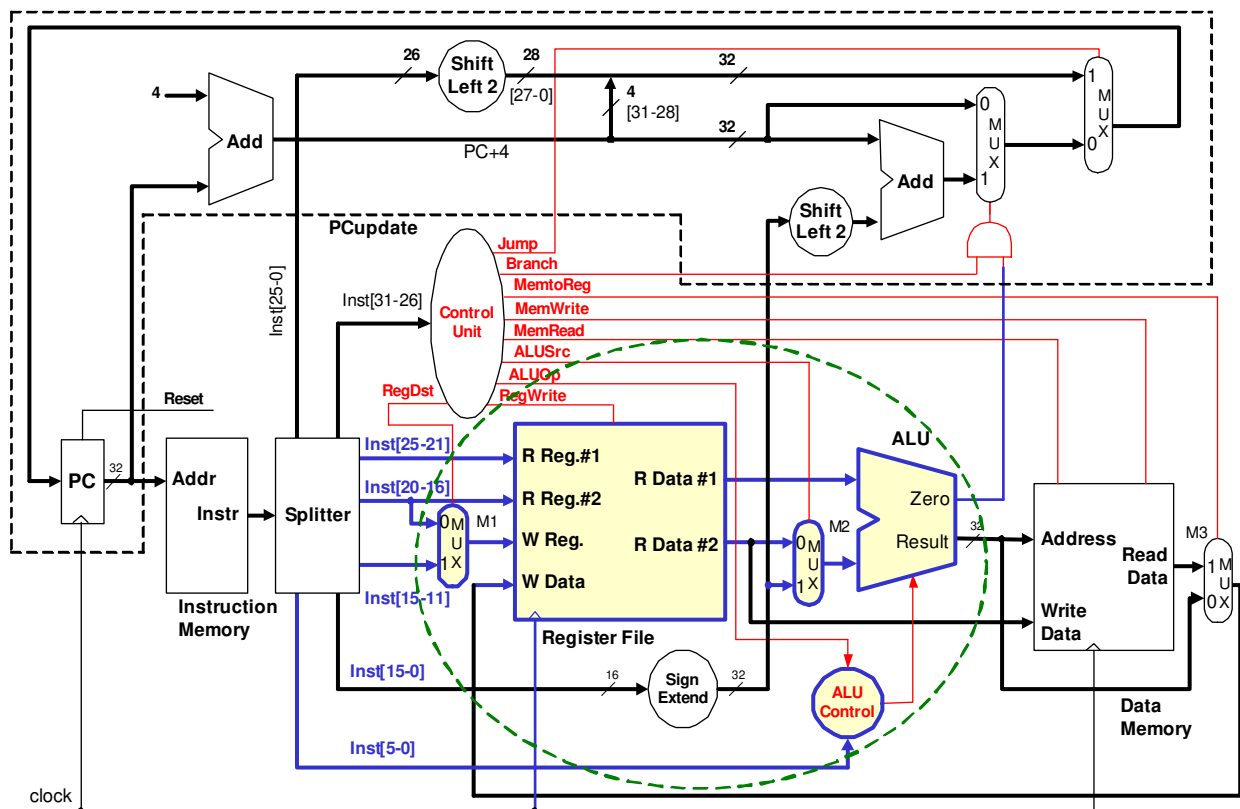 26
Shift
Left 2
28
[27-0]
32
1
M
U
X
0
4
4
[31-28]
Add
PC+4
32
0
M
U
X
1
Add
Shift
Left 2
PCupdate
Inst[25-0]
Jump
Branch
MemtoReg
MemWrite
MemRead
ALUSrc
ALUOp
RegWrite
RegDst
Inst[31-26]
Control
Unit
Reset
PC
32
Addr
Instr
Instruction
Memory
Splitter
Inst[25-21]
Inst[20-16]
Inst[15-11]
0
M
U
X
1
M1
R Reg.#1
R Reg.#2
W Reg.
W Data
R Data #1
R Data #2
Register File
0
M
U
X
1
M2
ALU
Zero
Result
32
Address
Read
Data
Write
Data
Data
Memory
M3
1
M
U
X
0
Inst[15-0]
16
Sign
Extend
32
ALU
Control
Inst[5-0]
clock